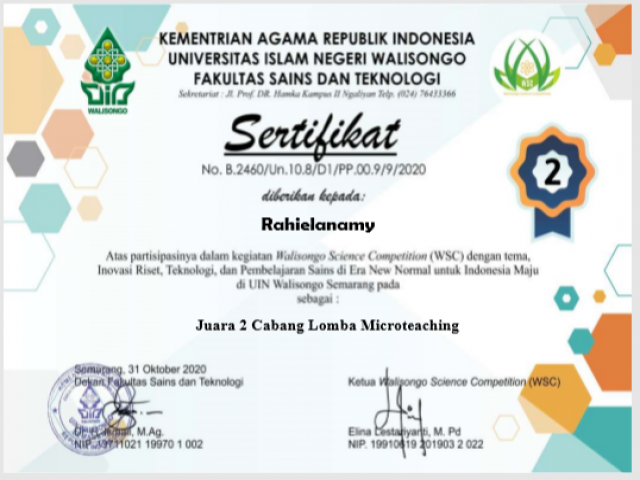 KEMENTRIAN AGAMA REPUBLIK INDONESIA
UNIVERSITAS ISLAM NEGERI WALISONGO
FAKULTAS SAINS DAN TEKNOLOGI
Sekretariat : Jl. Prof. DR. Hamka Kampus II Ngaliyan Telp. (024) 76433366
UIN
WALISONGO
Sertifikat
No. B.2460/Un.10.8/D1/PP.00.9/9/2020
diberikan kepada:
2
Rahielanamy
Atas partisipasinya dalam kegiatan Walisongo Science Competition (WSC) dengan tema,
Inovasi Riset, Teknologi, dan Pembelajaran Sains di Era New Normal untuk Indonesia Maju
di UIN Walisongo Semarang pada
sebagai :
Juara 2 Cabang Lomba Microteaching
Semarang, 31 Oktober 2020
Dekan Fakultas Sains dan Teknologi
Ketua Walisongo Science Competition (WSC)
M.Ag.
NIP. 19771021 19970 1 002
Elina Lestariyanti, M. Pd
NIP. 19910619 201903 2 022